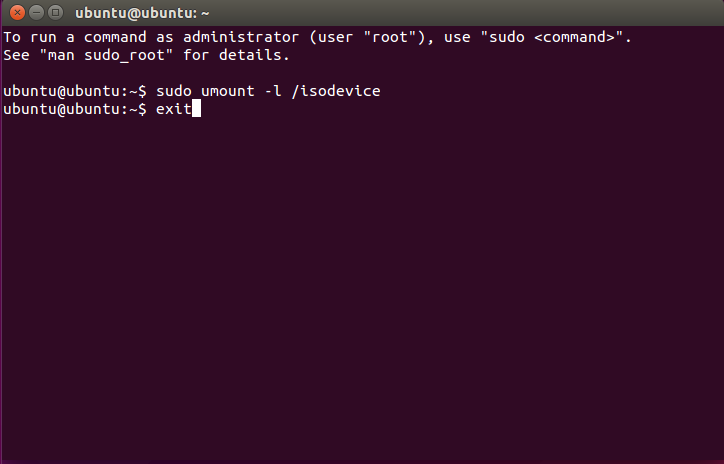 ubuntu@ubuntu: ~
To run a command as administrator (user "root"), use "sudo <command>".
See "man sudo_root" for details.
ubuntu@ubuntu:~$ sudo umount -l /isodevice
ubuntu@ubuntu:~$ exit